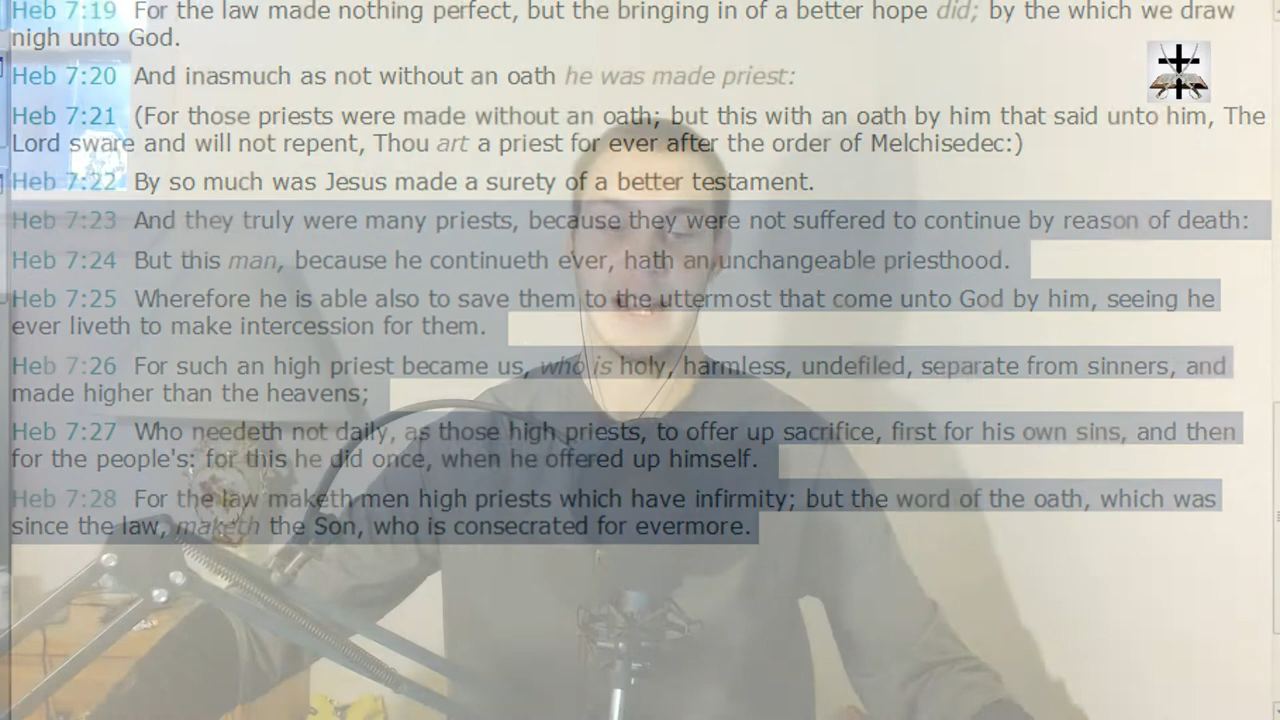 Heb 7:19 For the law made nothing perfect, but the bringing in of a better hope did; by the which we draw
nigh unto God.
Heb 7:20 And inasmuch as not without an oath he was made priest:
Heb 7:21 (For those priests were made without an oath; but this with an oath by him that said unto him, The
Lord sware and will not repent, Thou art a priest for ever after the order of Melchisedec:)
Heb 7:22 By so much was Jesus made a surety of a better testament.
Heb 7:23 And they truly were many priests, because they were not suffered to continue by reason of death:
Heb 7:24 But this man, because he continueth ever, hath an unchangeable priesthood.
Heb 7:25 Wherefore he is able also to save them to the uttermost that come unto God by him, seeing he
ever liveth to make intercession for them.
Heb 7:26 For such an high priest became us, who is holy, harmless, undefiled, separate from sinners, and
made higher than the heavens;
Heb 7:27 Who needeth not daily, as those high priests, to offer up sacrifice, first for his own sins, and then
for the people's: for this he did once, when he offered up himself.
Heb 7:28 For the law maketh men high priests which have infirmity; but the word of the oath, which was
since the law, maketh the Son, who is consecrated for evermore.